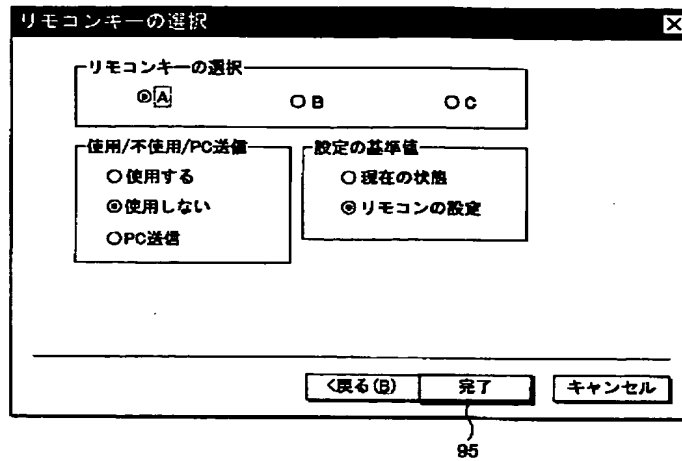 リモコンキーの選択
リモコンキーの選択
A B C
使用/不使用/PC送信 設定の基準値
使用する 現在の状態
使用しない リモコンの設定
PC送信
<戻る(B) 完了 キャンセル
95